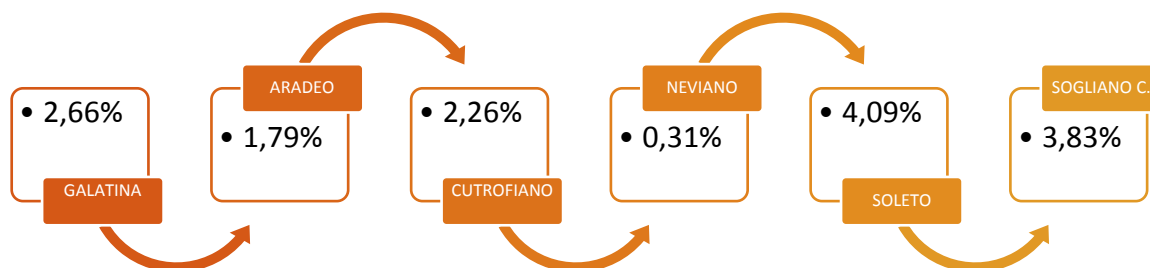 • 2,66%
GALATINA
ARADEO
• 1,79%
• 2,26%
CUTROFIANO
NEVIANO
• 0,31%
• 4,09%
SOLETO
SOGLIANO C.
• 3,83%